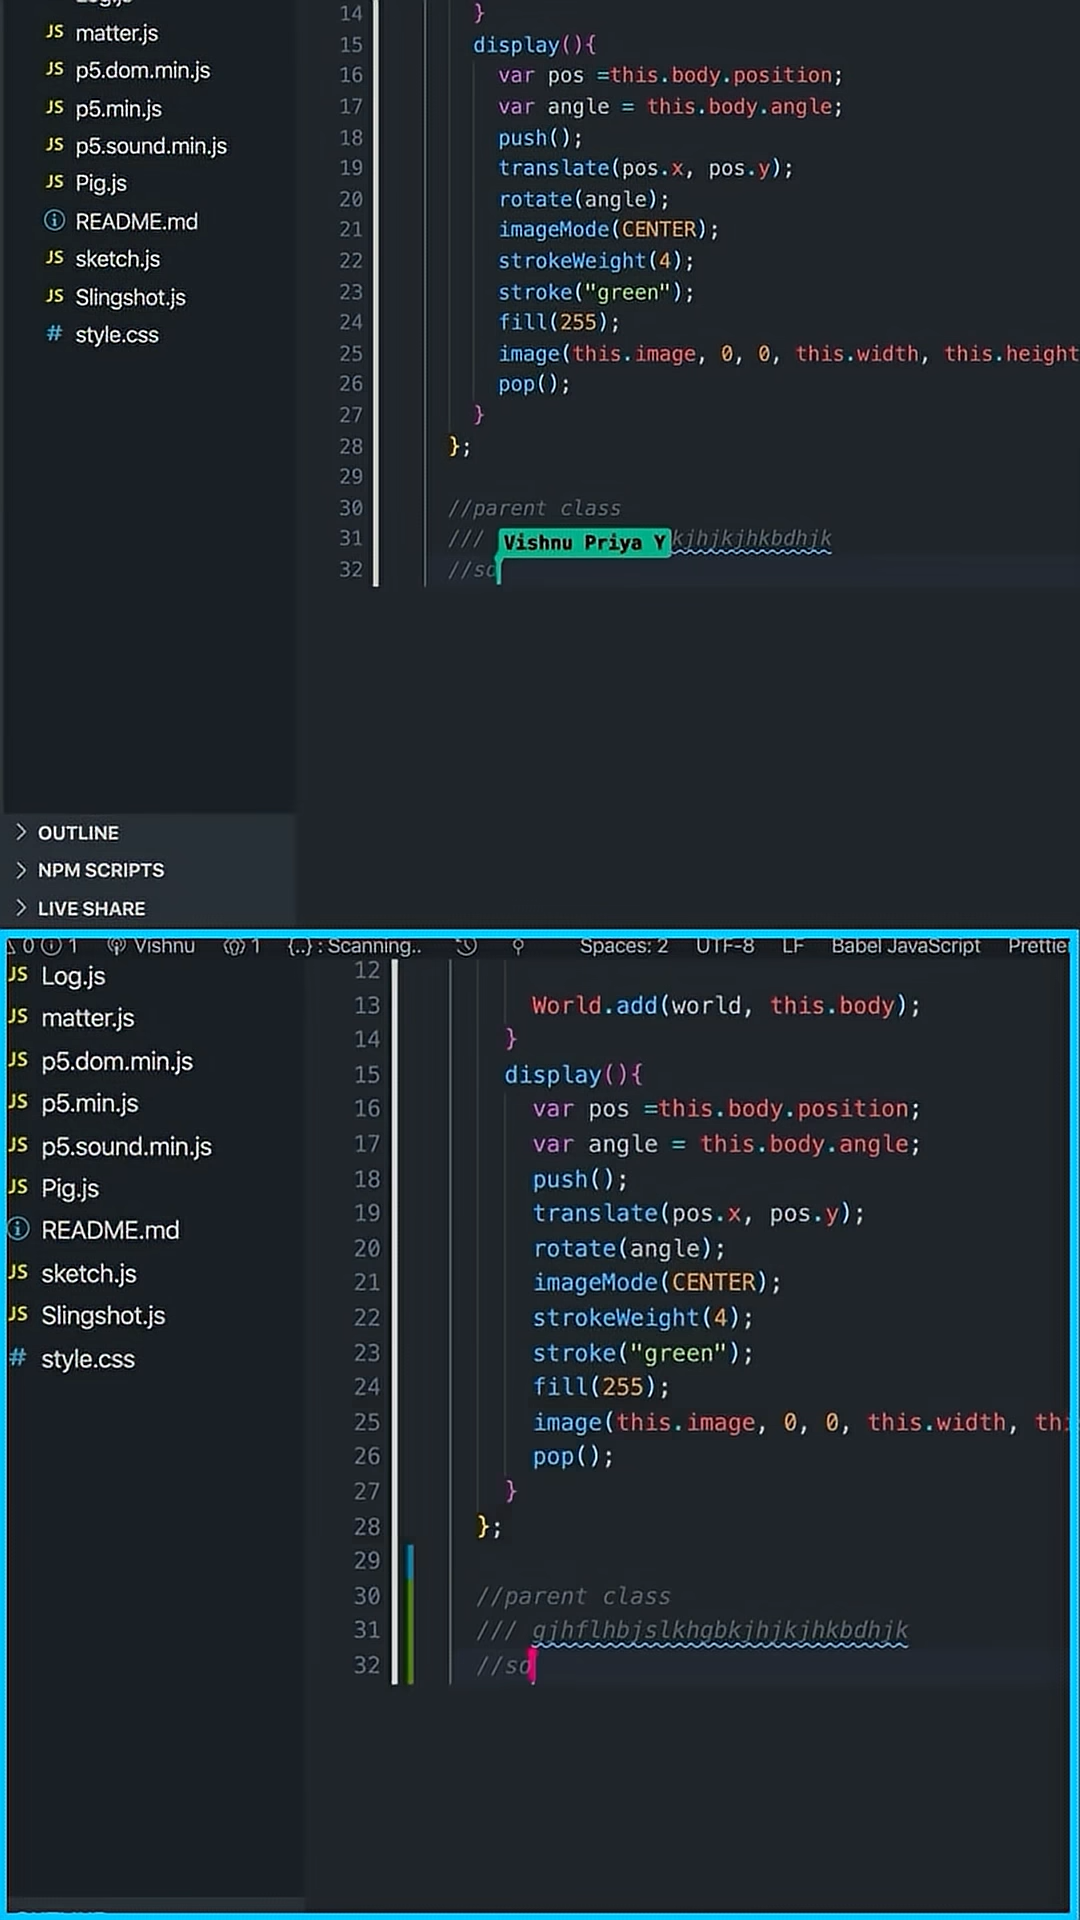 matter.js
p5.dom.min.js
p5.min.js
p5.sound.min.js
Pig.js
README.md
sketch.js
Slingshot.js
style.css
14 }
15 display(){
16 var pos =this.body.position;
17 var angle = this.body.angle;
18 push();
19 translate(pos.x, pos.y);
20 rotate(angle);
21 imageMode(CENTER);
22 strokeWeight(4);
23 stroke("green");
24 fill(255);
25 image(this.image, 0, 0, this.width, this.height
26 pop();
27 }
28 };
29
30 //parent class
31 /// Vishnu Priya Y kjhjkjhkbdhjk
32 //so
OUTLINE
NPM SCRIPTS
LIVE SHARE
0 1 Vishnu 1 {..} : Scanning.. Spaces: 2 UTF-8 LF Babel JavaScript Prettier
JS Log.js
JS matter.js
JS p5.dom.min.js
JS p5.min.js
JS p5.sound.min.js
JS Pig.js
README.md
JS sketch.js
JS Slingshot.js
# style.css
12
13 World.add(world, this.body);
14 }
15 display(){
16 var pos =this.body.position;
17 var angle = this.body.angle;
18 push();
19 translate(pos.x, pos.y);
20 rotate(angle);
21 imageMode(CENTER);
22 strokeWeight(4);
23 stroke("green");
24 fill(255);
25 image(this.image, 0, 0, this.width, th
26 pop();
27 }
28 };
29
30 //parent class
31 /// gjhflhbjslkhgbkjhjkjhkbdhjk
32 //so